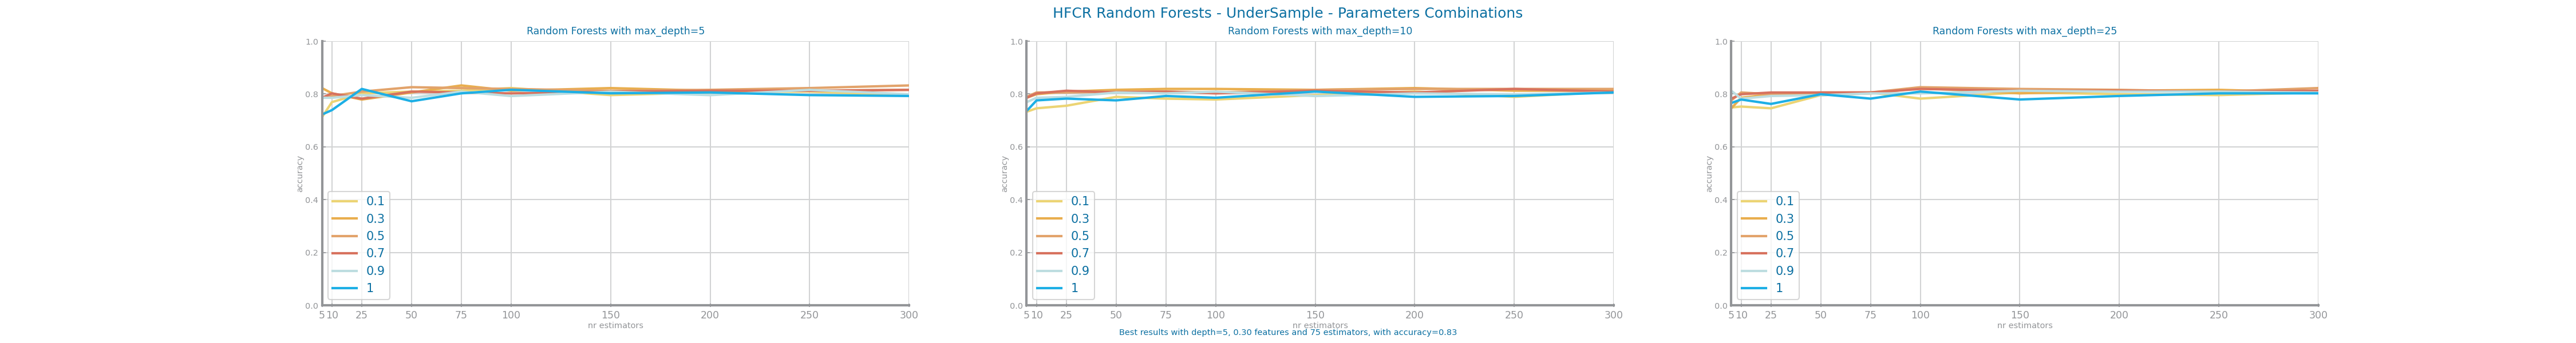 HFCR Random Forests - UnderSample - Parameters Combinations
Random Forests with max_depth=5
1.0
0.8
0.6
0.4
0.2
0.0
accuracy
0.1
0.3
0.5
0.7
0.9
1
5 10 25 50 75 100 150 200 250 300
nr estimators
Random Forests with max_depth=10
1.0
0.8
0.6
0.4
0.2
0.0
accuracy
0.1
0.3
0.5
0.7
0.9
1
5 10 25 50 75 100 150 200 250 300
nr estimators
Random Forests with max_depth=25
1.0
0.8
0.6
0.4
0.2
0.0
accuracy
0.1
0.3
0.5
0.7
0.9
1
5 10 25 50 75 100 150 200 250 300
nr estimators
Best results with depth=5, 0.30 features and 75 estimators, with accuracy=0.83